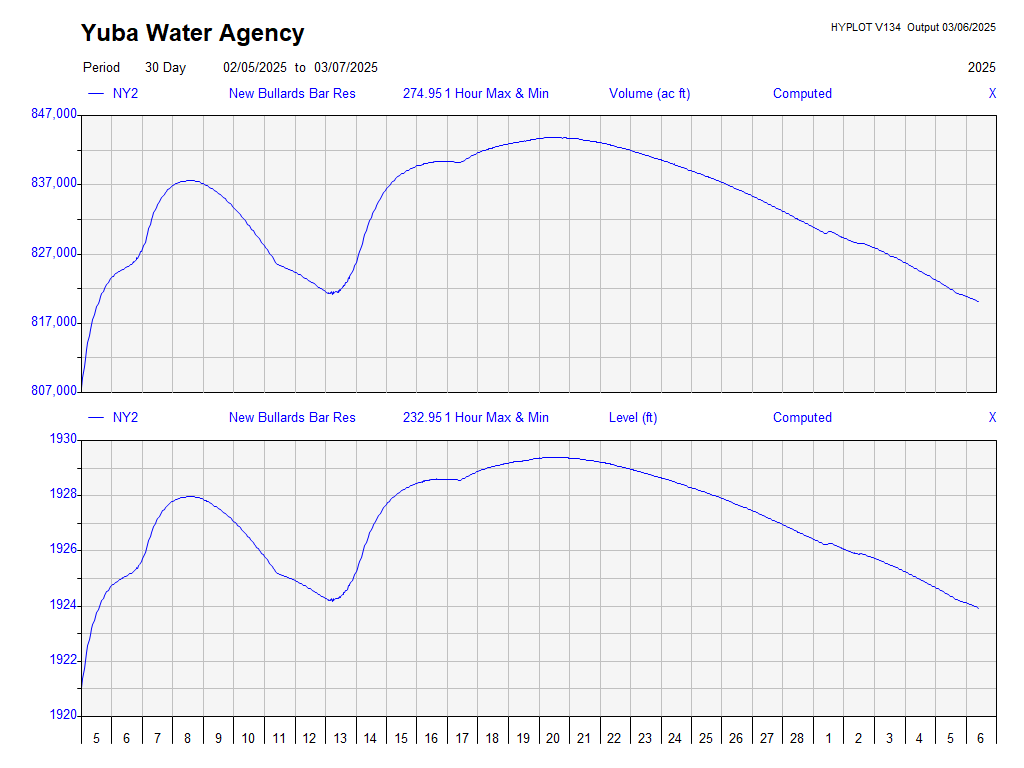 Yuba Water Agency
HYPLOT V134 Output 03/06/2025
Period 30 Day 02/05/2025 to 03/07/2025 2025
NY2 New Bullards Bar Res 274.95 1 Hour Max & Min Volume (ac ft) Computed X
847,000
837,000
827,000
817,000
807,000
NY2 New Bullards Bar Res 232.95 1 Hour Max & Min Level (ft) Computed X
1930
1928
1926
1924
1922
1920
5 6 7 8 9 10 11 12 13 14 15 16 17 18 19 20 21 22 23 24 25 26 27 28 1 2 3 4 5 6